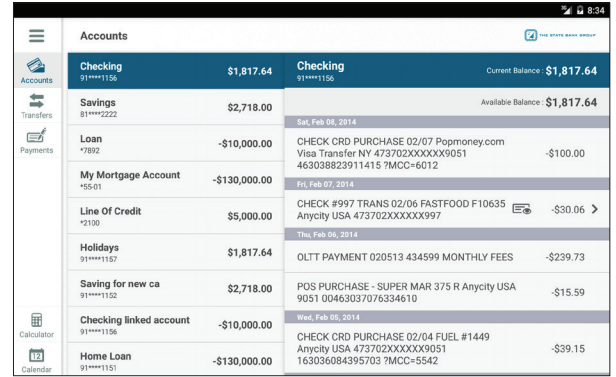 3G 8:34
Accounts
THE STATE BANK GROUP
Accounts
Transfers
Payments
Calculator
12
Calendar
Checking $1,817.64
91****1156
Savings $2,718.00
81****2222
Loan -$10,000.00
*7892
My Mortgage Account -$130,000.00
*55-01
Line Of Credit $5,000.00
*2100
Holidays $1,817.64
91****1157
Saving for new ca $2,718.00
91****1152
Checking linked account -$10,000.00
91****1156
Home Loan -$130,000.00
91****1151
Checking Current Balance : $1,817.64
91****1156
Available Balance : $1,817.64
Sat, Feb 08, 2014
CHECK CRD PURCHASE 02/07 Popmoney.com
Visa Transfer NY 473702XXXXXX9051 -$100.00
463038823911415 ?MCC=6012
Fri, Feb 07, 2014
CHECK #997 TRANS 02/06 FASTFOOD F10635 -$30.06
Anycity USA 473702XXXXXX997
Thu, Feb 06, 2014
OLTT PAYMENT 020513 434599 MONTHLY FEES -$239.73
POS PURCHASE - SUPER MAR 375 R Anycity USA -$15.59
9051 00463037076334610
Wed, Feb 05, 2014
CHECK CRD PURCHASE 02/04 FUEL #1449
Anycity USA 473702XXXXXX9051 -$39.15
163036084395703 ?MCC=5542